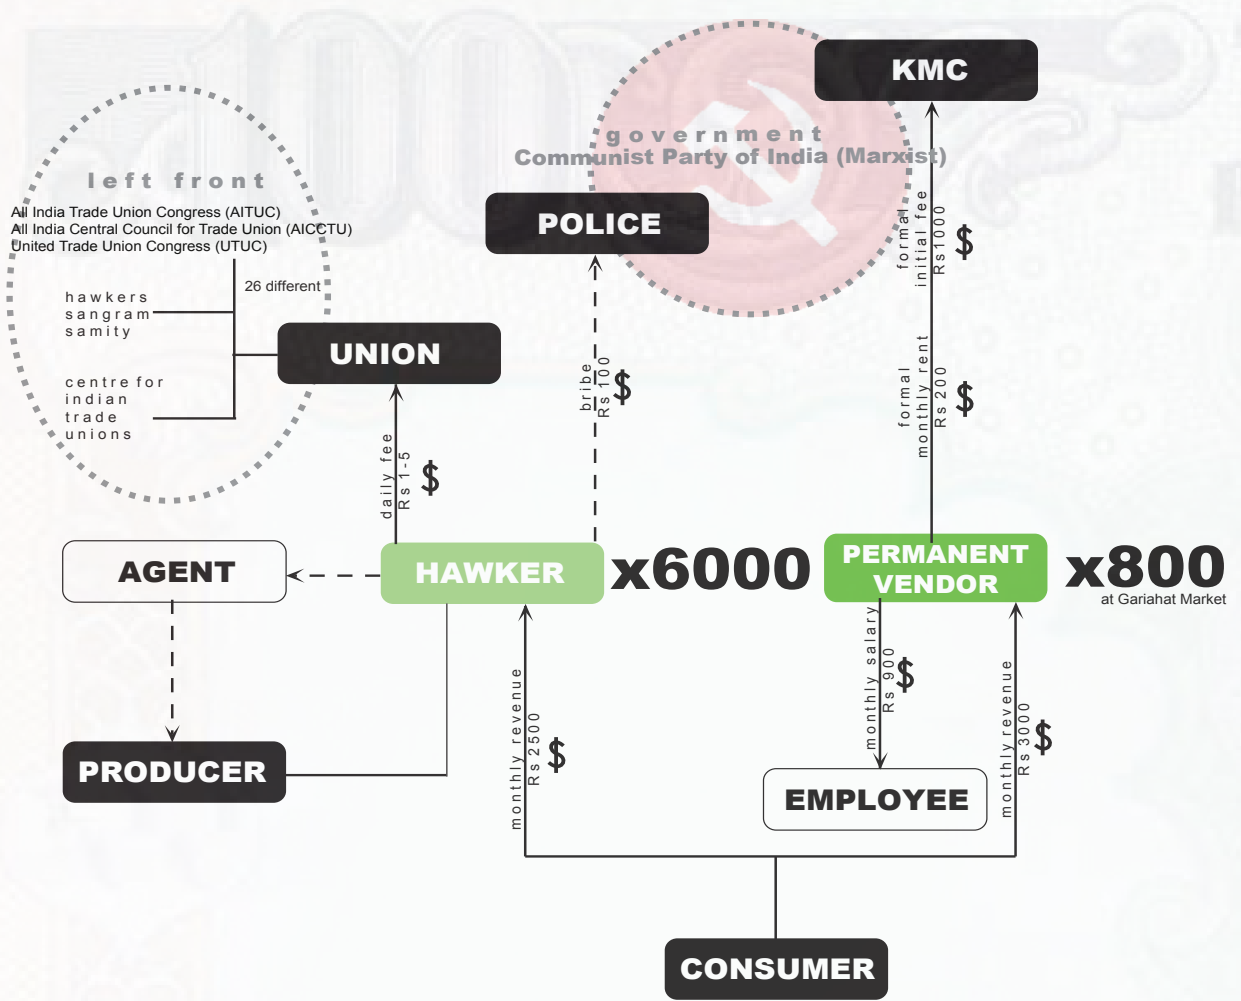 100
KMC
government
Communist Party of India (Marxist)
left front
All India Trade Union Congress (AITUC)
All India Central Council for Trade Union (AICCTU)
United Trade Union Congress (UTUC)
26 different
hawkers
sangram
samity
centre for
indian
trade
unions
POLICE
UNION
formal
initial fee
Rs1000
$
formal
monthly rent
Rs 200
$
bribe
Rs 100
$
daily fee
Rs 1-5
$
AGENT
HAWKER
x6000
PERMANENT
VENDOR
x800
at Gariahat Market
monthly salary
Rs 900
$
monthly revenue
Rs 2500
$
monthly revenue
Rs 3000
$
PRODUCER
EMPLOYEE
CONSUMER